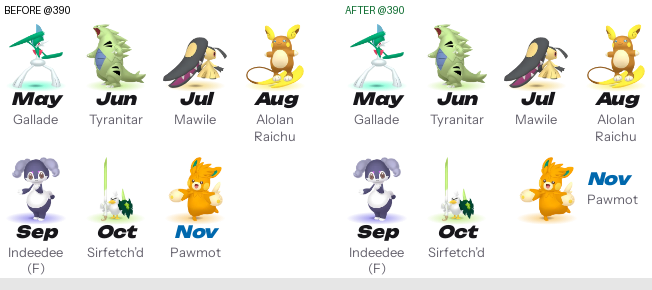 BEFORE @390 AFTER @390
May Jun Jul Aug May Jun Jul Aug
Gallade Tyranitar Mawile Alolan Gallade Tyranitar Mawile Alolan
Raichu Raichu
Sep Oct Nov Sep Oct Nov
Indeedee Sirfetch'd Pawmot Indeedee Sirfetch'd Pawmot
(F) (F)